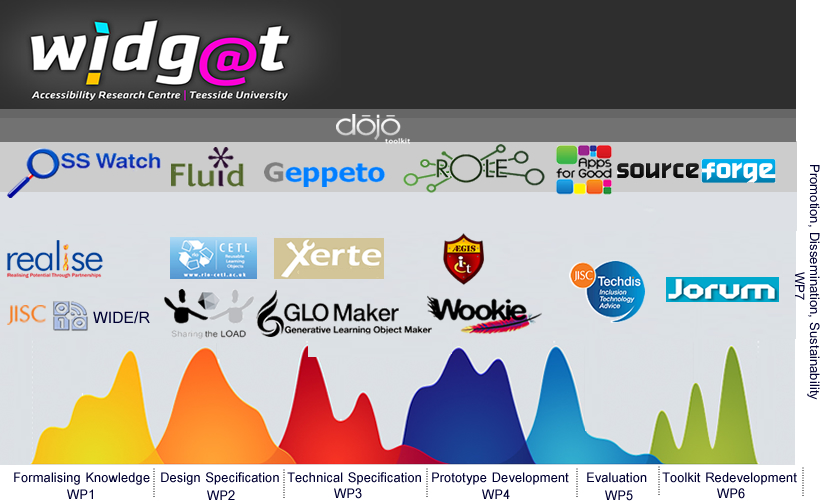 widg@t
Accessibility Research Centre | Teesside University
dōjō
toolkit
OSS Watch
Fluid
Geppeto
ROLE
Apps
for Good
sourceforge
realise
Realising Potential Through Partnerships
CETL
Reusable
Learning
Objects
www.rlo-cetl.ac.uk
Xerte
ÆGIS
JISC
Techdis
Inclusion
Technology
Advice
Jorum
JISC WIDE/R
Sharing the LOAD
GLO Maker
Generative Learning Object Maker
Wookie
Formalising Knowledge
WP1
Design Specification
WP2
Technical Specification
WP3
Prototype Development
WP4
Evaluation
WP5
Toolkit Redevelopment
WP6
Promotion, Dissemination, Sustainability
WP7